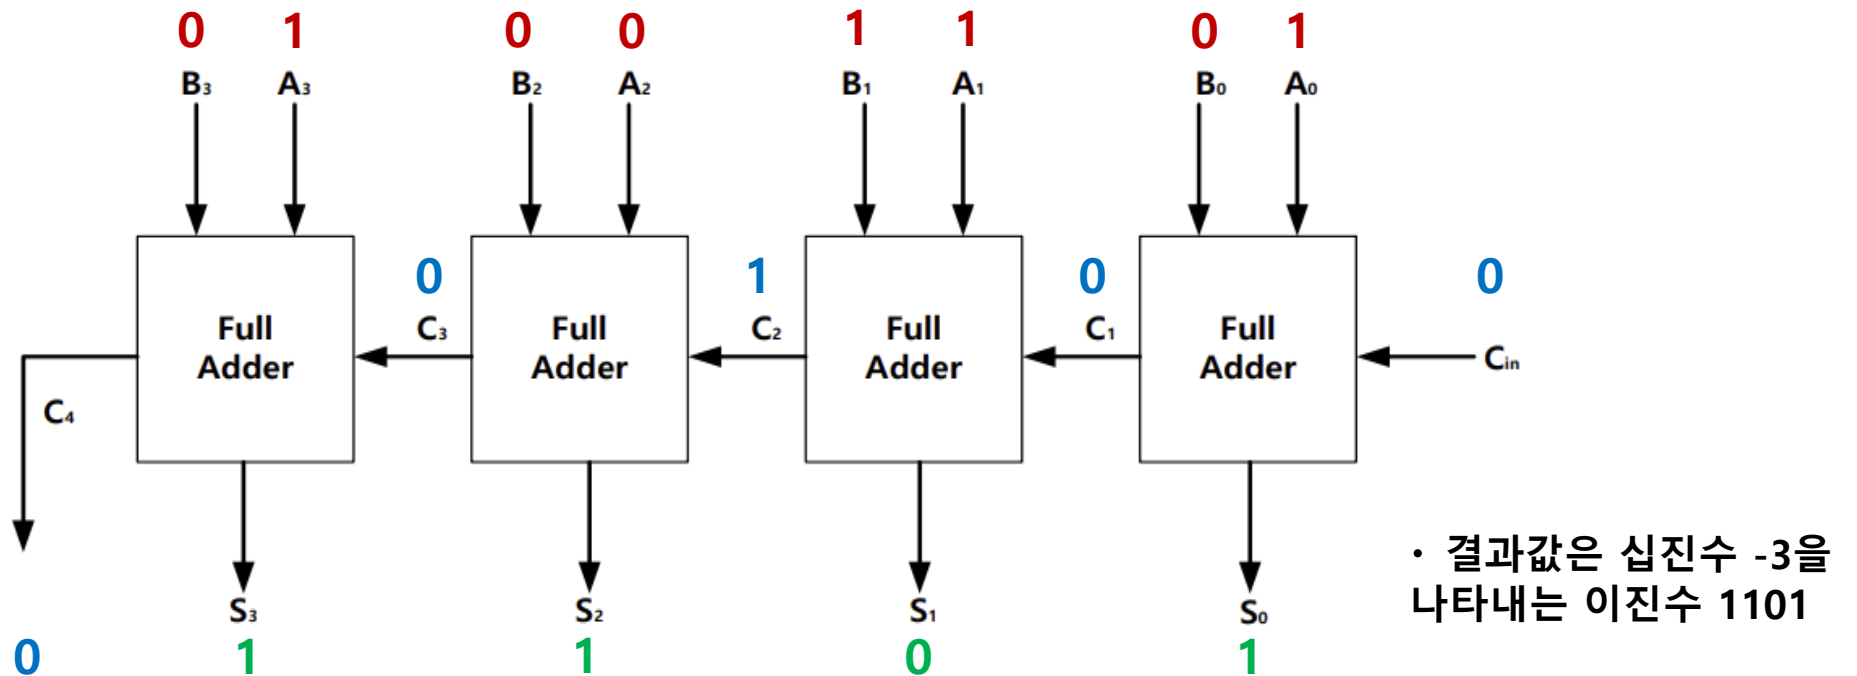 0 1 0 0 1 1 0 1
B₃ A₃ B₂ A₂ B₁ A₁ B₀ A₀
0 1 0 0
Full Adder C₃ Full Adder C₂ Full Adder C₁ Full Adder Cᵢₙ
C₄
· 결과값은 십진수 -3을
나타내는 이진수 1101
S₃ S₂ S₁ S₀
0 1 1 0 1